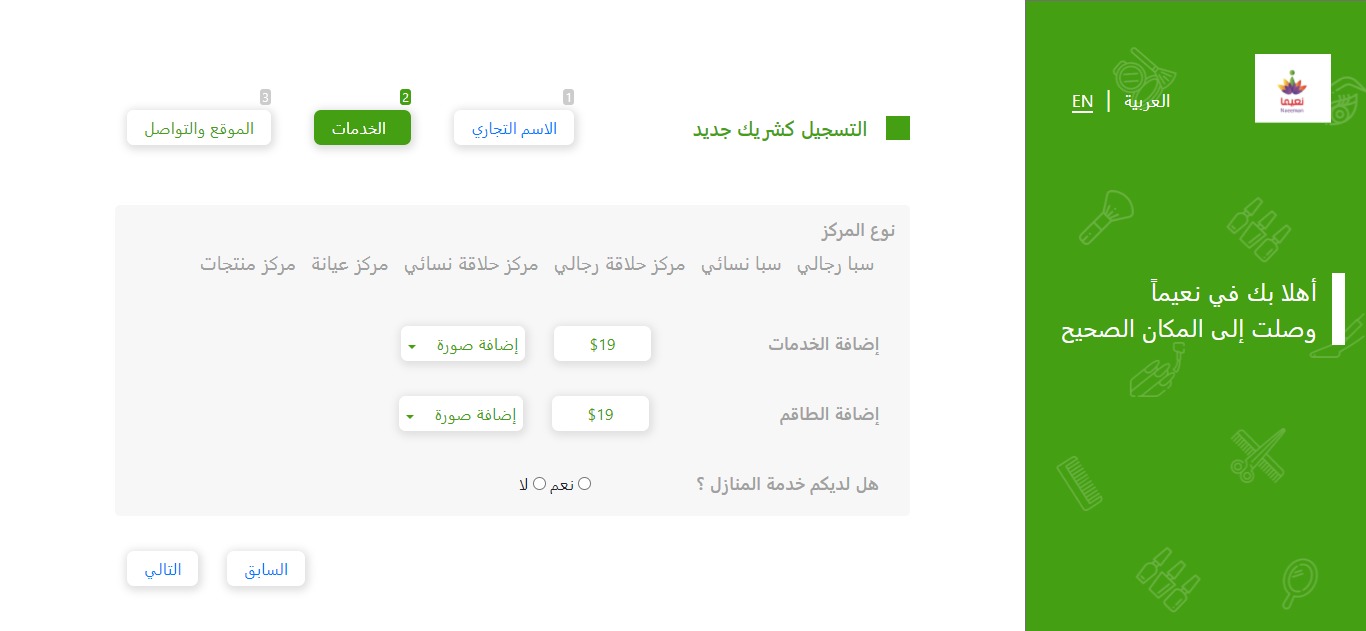 نعيما
Naeeman
العربية | EN
أهلا بك في نعيماً
وصلت إلى المكان الصحيح
التسجيل كشريك جديد
1
الاسم التجاري
2
الخدمات
3
الموقع والتواصل
نوع المركز
سبا رجالي سبا نسائي مركز حلاقة رجالي مركز حلاقة نسائي مركز عيانة مركز منتجات
إضافة الخدمات $19 إضافة صورة
إضافة الطاقم $19 إضافة صورة
هل لديكم خدمة المنازل ؟ نعم لا
السابق التالي